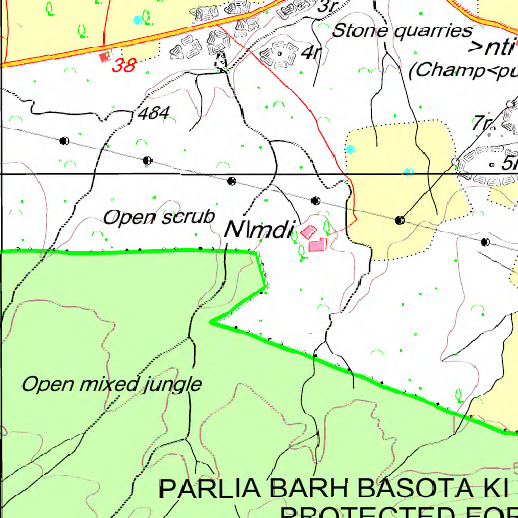 3r.
Stone quarries
>nti
(Champ<pu
4r
38
484
7r.
5
Open scrub
N\mdi
Open mixed jungle
PARLIA BARH BASOTA KI
PROTECTED FOR